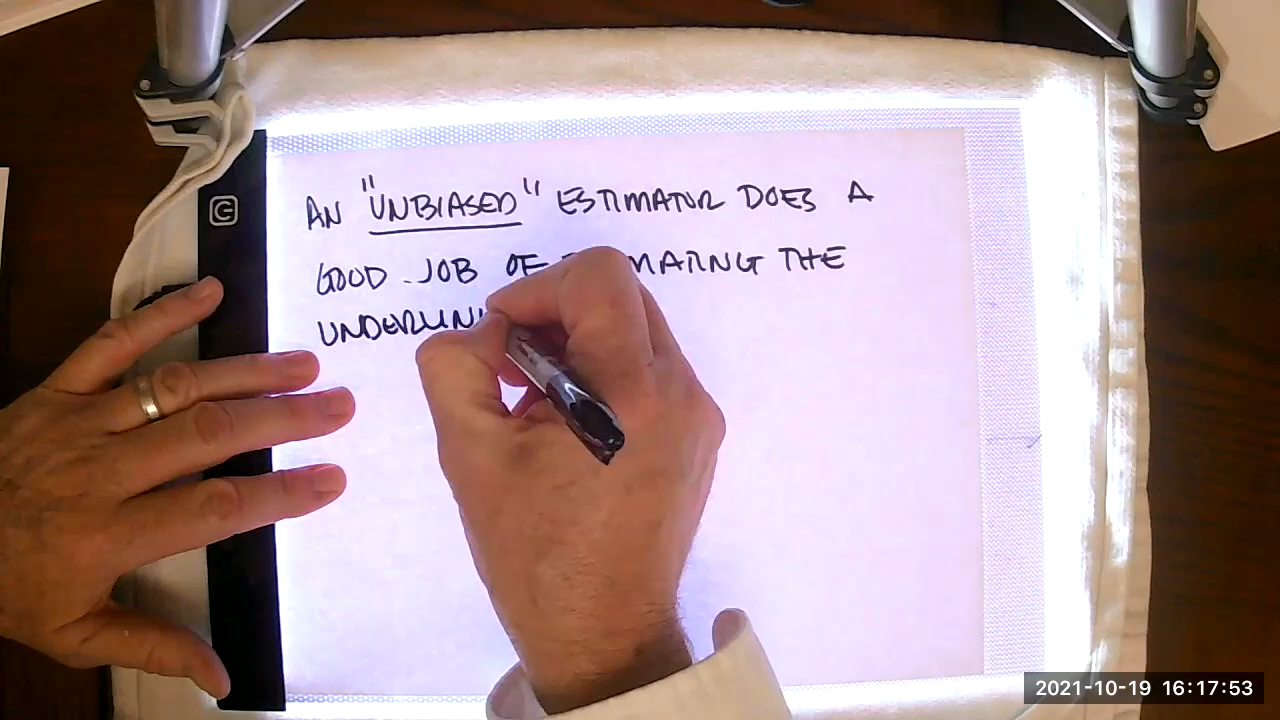 AN "UNBIASED" ESTIMATOR DOES A
GOOD JOB OF THE
2021-10-19 16:17:53